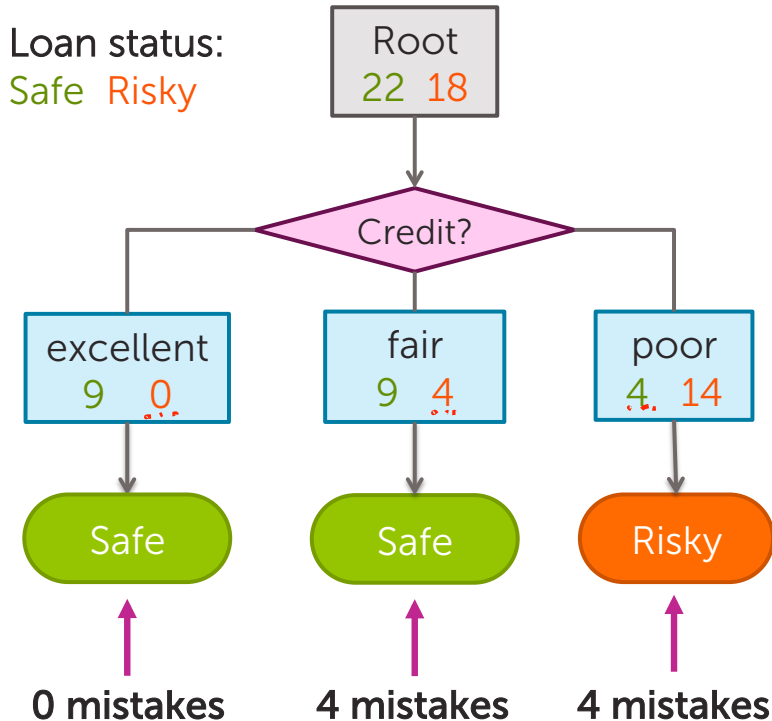 Loan status:
Safe Risky
Root
22 18
Credit?
excellent
9 0
fair
9 4
poor
4 14
Safe
Safe
Risky
0 mistakes
4 mistakes
4 mistakes